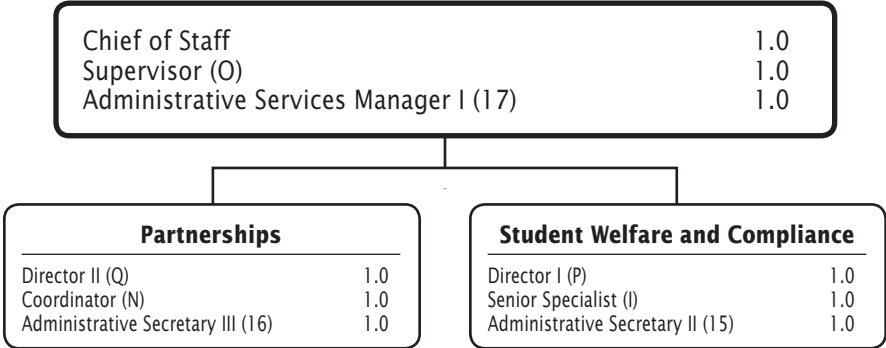 Chief of Staff 1.0
Supervisor (O) 1.0
Administrative Services Manager I (17) 1.0
Partnerships
Director II (Q) 1.0
Coordinator (N) 1.0
Administrative Secretary III (16) 1.0
Student Welfare and Compliance
Director I (P) 1.0
Senior Specialist (I) 1.0
Administrative Secretary II (15) 1.0